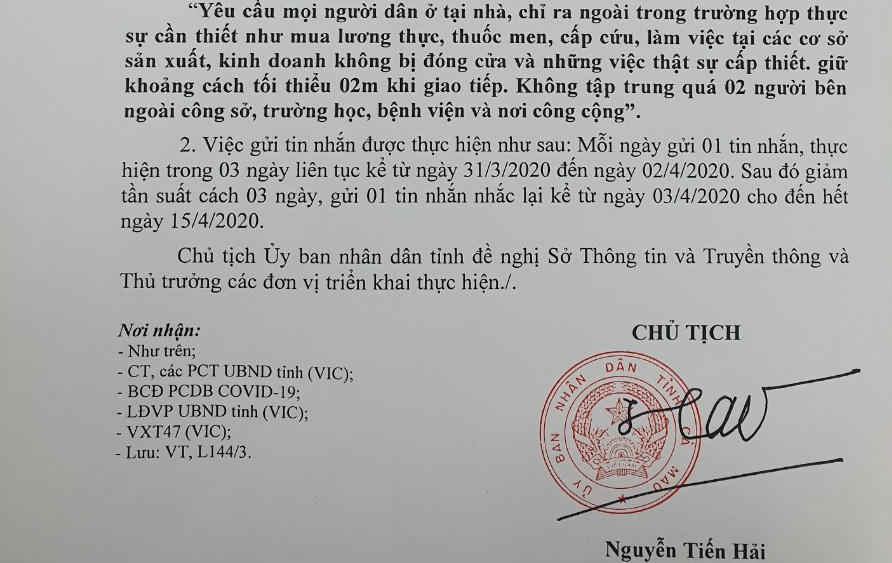 “Yêu cầu mọi người dân ở tại nhà, chỉ ra ngoài trong trường hợp thực
sự cần thiết như mua lương thực, thuốc men, cấp cứu, làm việc tại các cơ sở
sản xuất, kinh doanh không bị đóng cửa và những việc thật sự cấp thiết. giữ
khoảng cách tối thiểu 02m khi giao tiếp. Không tập trung quá 02 người bên
ngoài công sở, trường học, bệnh viện và nơi công cộng”.
2. Việc gửi tin nhắn được thực hiện như sau: Mỗi ngày gửi 01 tin nhắn, thực
hiện trong 03 ngày liên tục kể từ ngày 31/3/2020 đến ngày 02/4/2020. Sau đó giảm
tần suất cách 03 ngày, gửi 01 tin nhắn nhắc lại kể từ ngày 03/4/2020 cho đến hết
ngày 15/4/2020.
Chủ tịch Ủy ban nhân dân tỉnh đề nghị Sở Thông tin và Truyền thông và
Thủ trưởng các đơn vị triển khai thực hiện./.
Nơi nhận:
- Như trên;
- CT, các PCT UBND tỉnh (VIC);
- BCĐ PCDB COVID-19;
- LĐVP UBND tỉnh (VIC);
- VXT47 (VIC);
- Lưu: VT, L144/3.
CHỦ TỊCH
ỦY BAN NHÂN DÂN TỈNH CÀ MAU
Nguyễn Tiến Hải